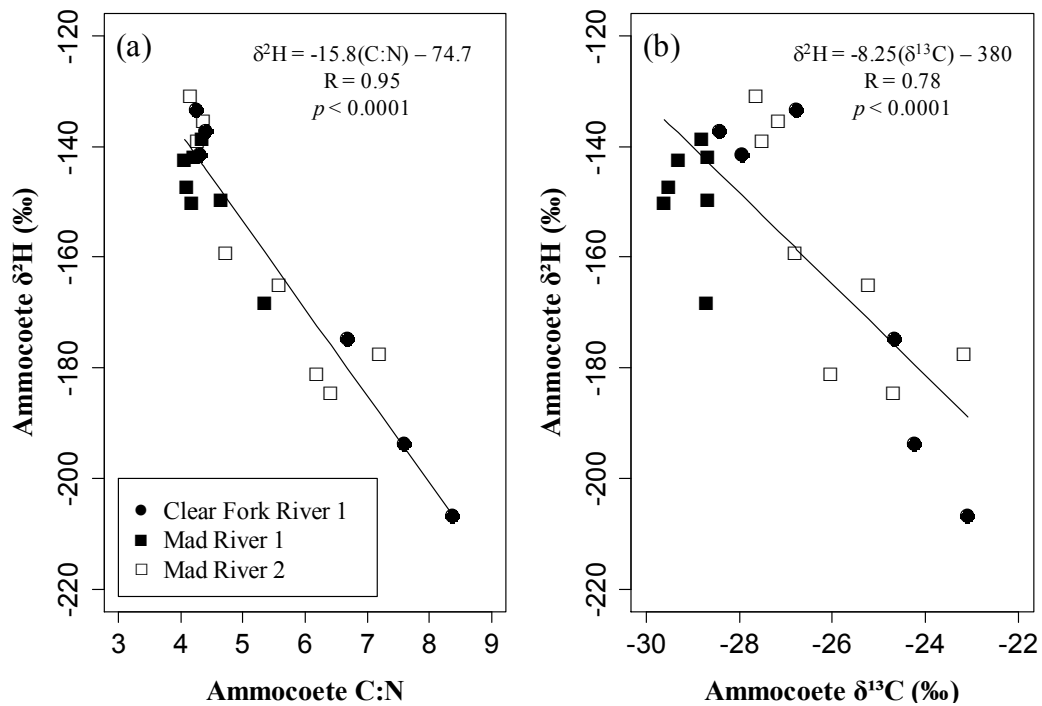 (a)
δ²H = -15.8(C:N) – 74.7
R = 0.95
p < 0.0001
Ammocoete δ²H (‰)
-120
-140
-160
-180
-200
-220
Clear Fork River 1
Mad River 1
Mad River 2
3 4 5 6 7 8 9
Ammocoete C:N
(b)
δ²H = -8.25(δ¹³C) – 380
R = 0.78
p < 0.0001
Ammocoete δ²H (‰)
-120
-140
-160
-180
-200
-220
-30 -28 -26 -24 -22
Ammocoete δ¹³C (‰)